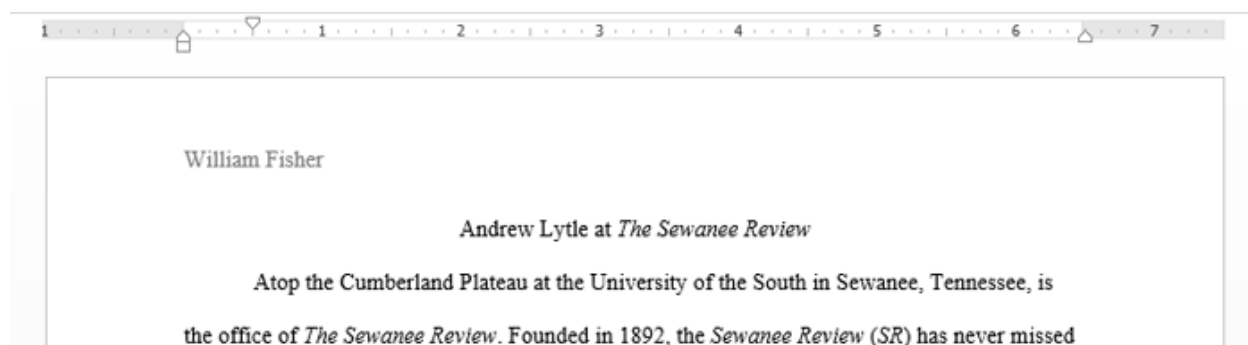 1 1 2 3 4 5 6 7
William Fisher
Andrew Lytle at The Sewanee Review
Atop the Cumberland Plateau at the University of the South in Sewanee, Tennessee, is
the office of The Sewanee Review. Founded in 1892, the Sewanee Review (SR) has never missed